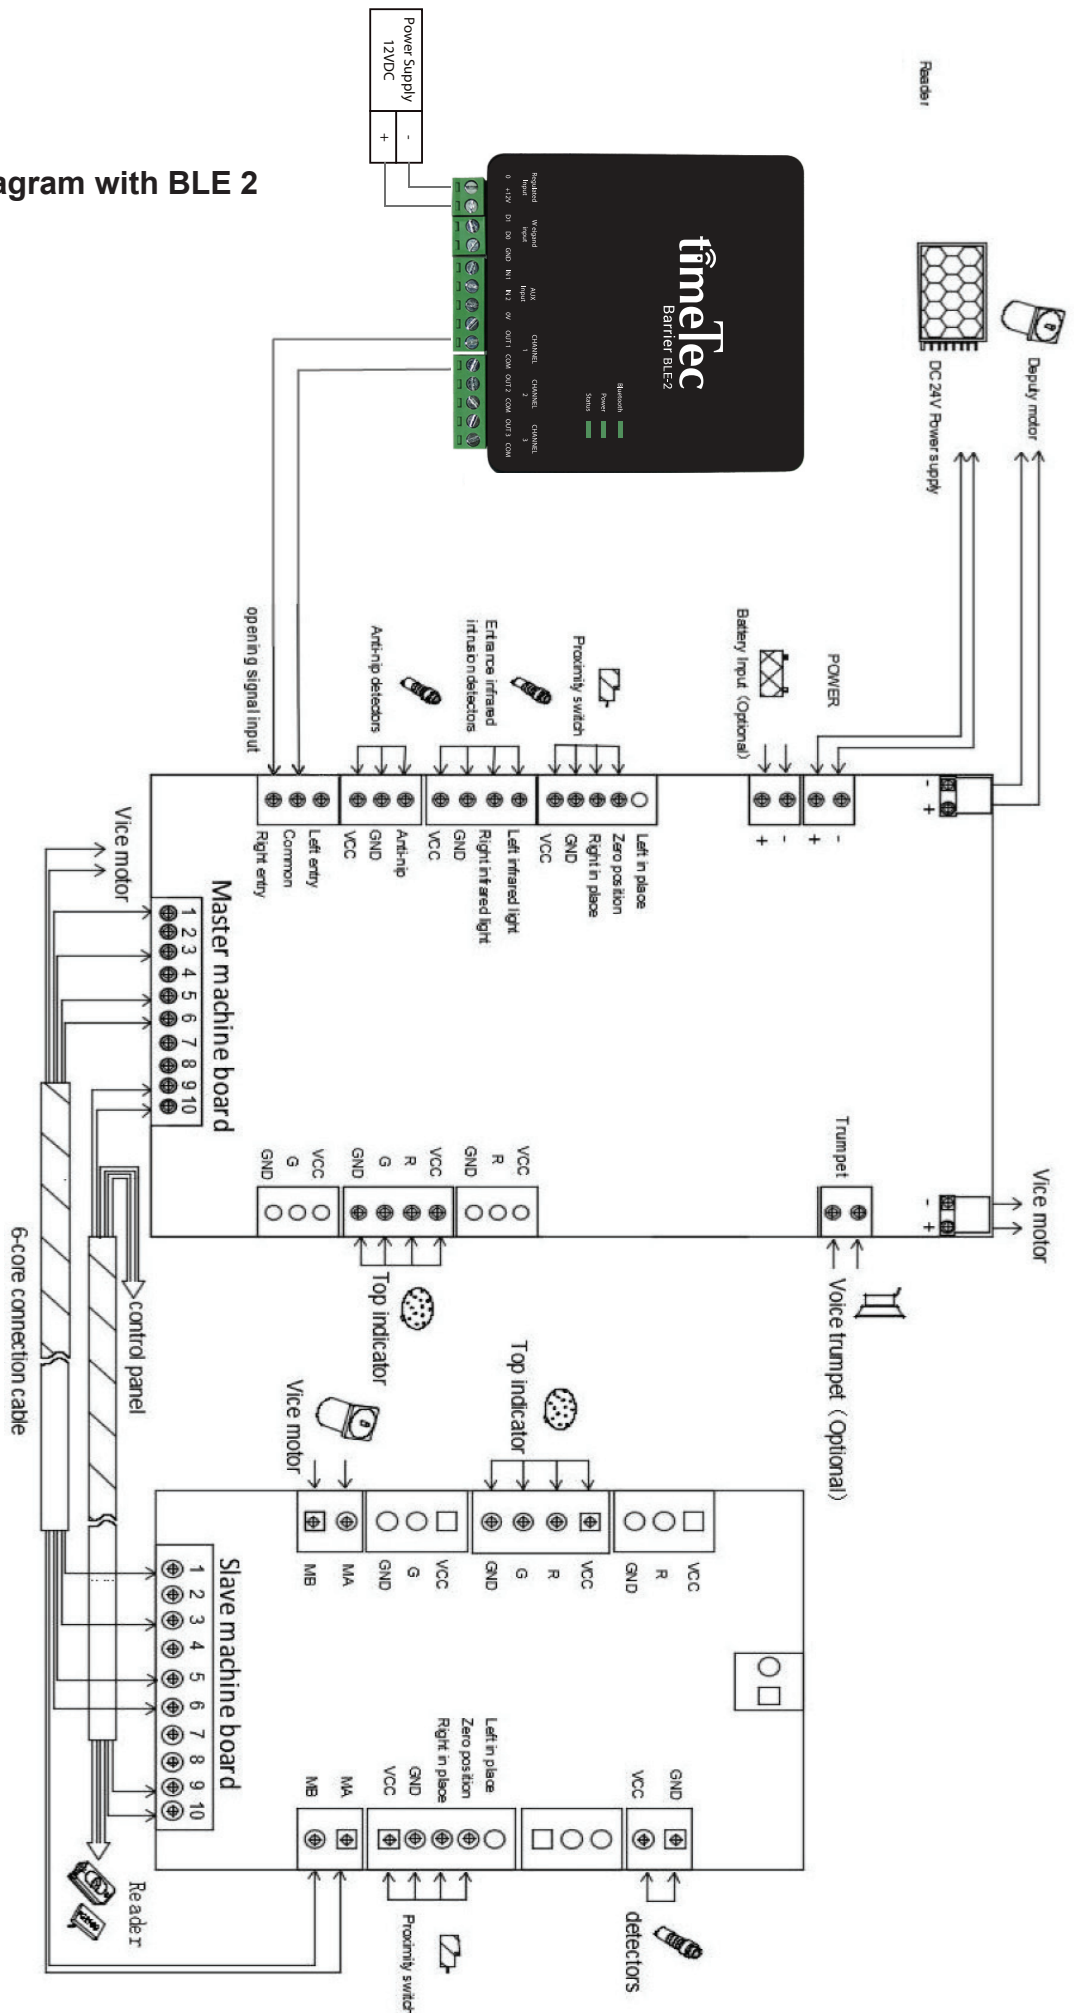 agram with BLE 2
Power Supply
12VDC
+
-
Reader
timeTec
Barrier BLE-2
Bluetooth
Power
Status
Regulated
Input
Weigand
input
AUX
Input
CHANNEL
1
CHANNEL
2
CHANNEL
3
0
+12V
D1
D0
GND
IN 1
IN 2
0V
OUT 1
COM
OUT 2
COM
OUT 3
COM
Deputy motor
DC 24V Power supply
POWER
Battery Input (Optional)
Proximity switch
Entrance infrared
intrusion detectors
Anti-nip detectors
opening signal input
-
+
-
+
-
+
Left in place
Zero position
Right in place
GND
VCC
Left infrared light
Right infrared light
GND
VCC
Anti-nip
GND
VCC
Left entry
Common
Right entry
Vice motor
Master machine board
1
2
3
4
5
6
7
8
9
10
Trumpet
Vice motor
-
+
VCC
R
GND
VCC
R
G
GND
VCC
G
GND
Voice trumpet (Optional)
Top indicator
control panel
6-core connection cable
Top indicator
Vice motor
VCC
R
GND
VCC
R
G
GND
VCC
G
GND
MA
MB
Slave machine board
1
2
3
4
5
6
7
8
9
10
GND
VCC
Left in place
Zero position
Right in place
GND
VCC
MA
MB
detectors
Proximity switch
Reader